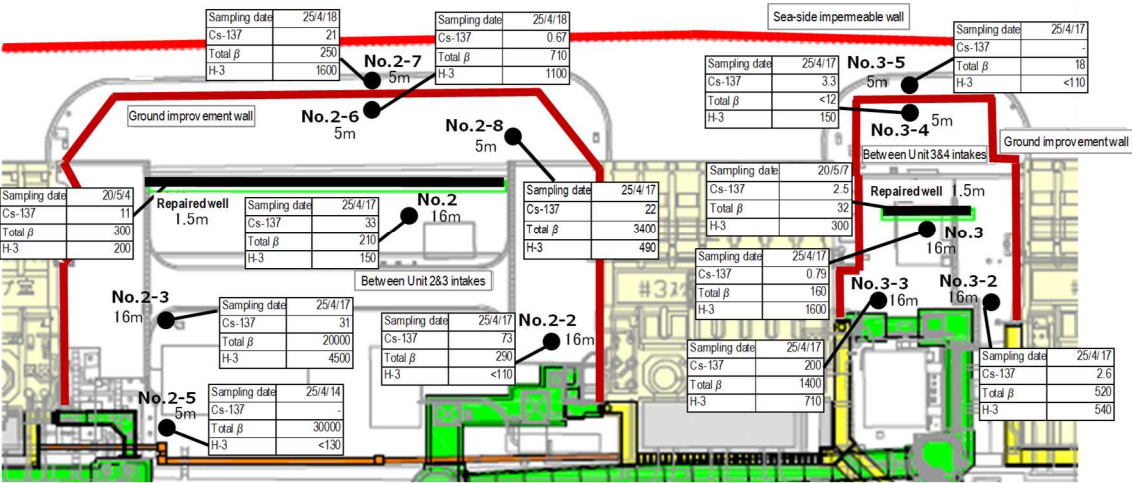 Sea-side impermeable wall
Sampling date 25/4/18
Cs-137 21
Total β 250
H-3 1600
No.2-7
5m
Sampling date 25/4/18
Cs-137 0.67
Total β 710
H-3 1100
No.2-6
5m
Sampling date 25/4/17
Cs-137 3.3
Total β <12
H-3 150
No.3-5
5m
Sampling date 25/4/17
Cs-137 -
Total β 18
H-3 <110
5m
No.3-4
Ground improvement wall
No.2-8
5m
Ground improvement wall
Between Unit 3&4 intakes
Sampling date 20/5/4
Cs-137 11
Total β 300
H-3 200
Repaired well
1.5m
Sampling date 25/4/17
Cs-137 33
Total β 210
H-3 150
No.2
16m
Sampling date 25/4/17
Cs-137 22
Total β 3400
H-3 490
Sampling date 20/5/7
Cs-137 2.5
Total β 32
H-3 300
Repaired well 1.5m
No.3
16m
Between Unit 2&3 intakes
Sampling date 25/4/17
Cs-137 0.79
Total β 160
H-3 1600
No.3-3
16m
No.3-2
16m
No.2-3
16m
Sampling date 25/4/17
Cs-137 31
Total β 20000
H-3 4500
Sampling date 25/4/17
Cs-137 73
Total β 290
H-3 <110
No.2-2
16m
Sampling date 25/4/17
Cs-137 200
Total β 1400
H-3 710
Sampling date 25/4/17
Cs-137 2.6
Total β 520
H-3 540
No.2-5
5m
Sampling date 25/4/14
Cs-137 -
Total β 30000
H-3 <130